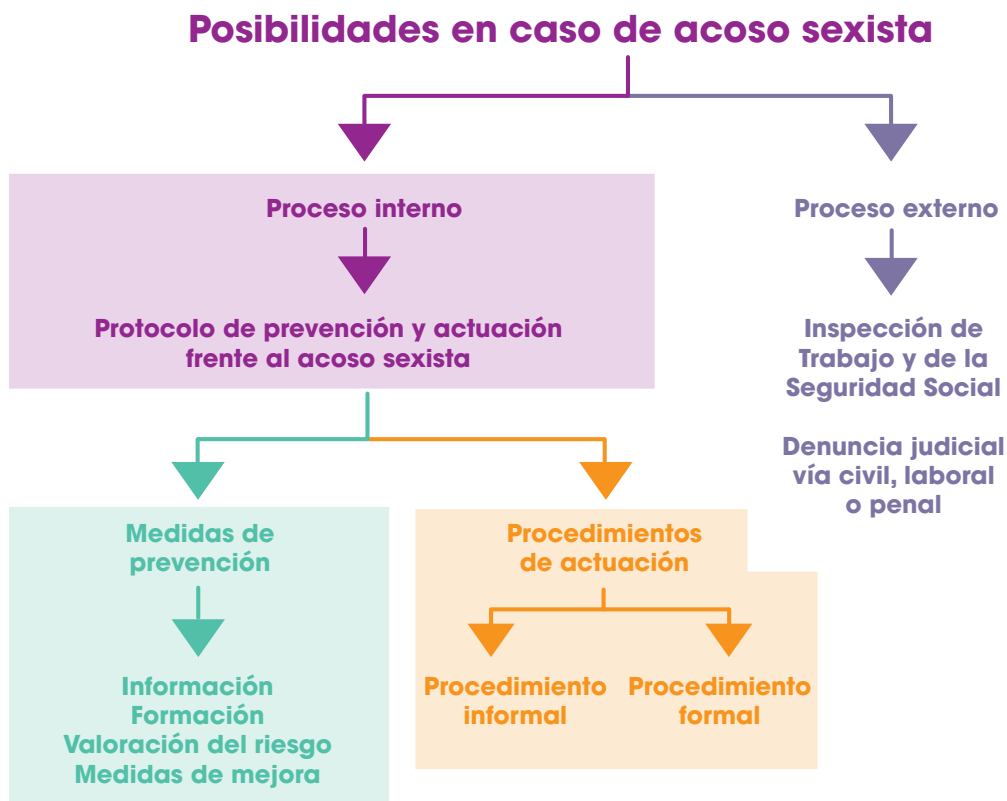 Posibilidades en caso de acoso sexista
Proceso interno
Protocolo de prevención y actuación
frente al acoso sexista
Proceso externo
Inspección de
Trabajo y de la
Seguridad Social
Denuncia judicial
vía civil, laboral
o penal
Medidas de
prevención
Información
Formación
Valoración del riesgo
Medidas de mejora
Procedimientos
de actuación
Procedimiento
informal
Procedimiento
formal